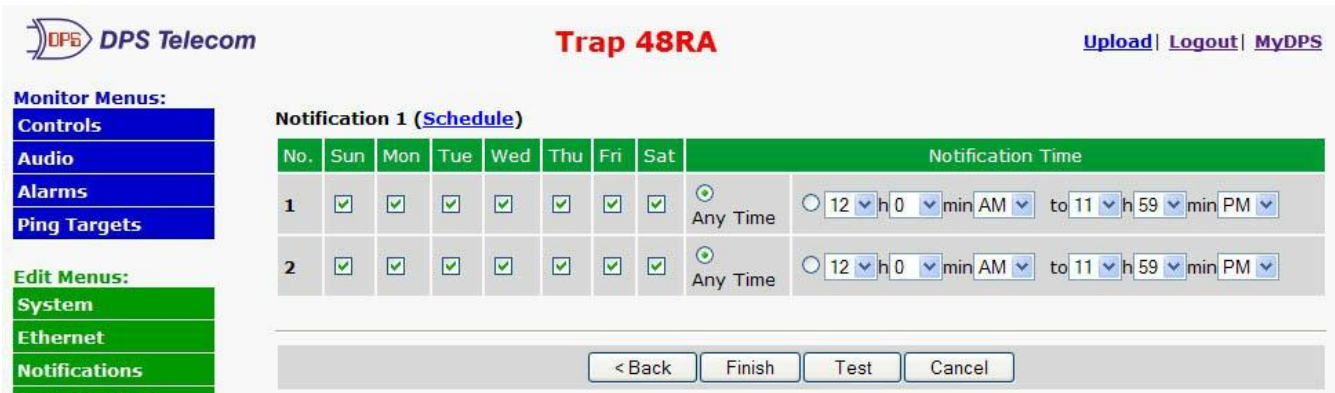 DPS DPS Telecom
Trap 48RA
Upload| Logout| MyDPS
Monitor Menus:
Controls
Audio
Alarms
Ping Targets
Edit Menus:
System
Ethernet
Notifications
Notification 1 (Schedule)
No. Sun Mon Tue Wed Thu Fri Sat Notification Time
1 Any Time 12 h 0 min AM to 11 h 59 min PM
2 Any Time 12 h 0 min AM to 11 h 59 min PM
< Back Finish Test Cancel